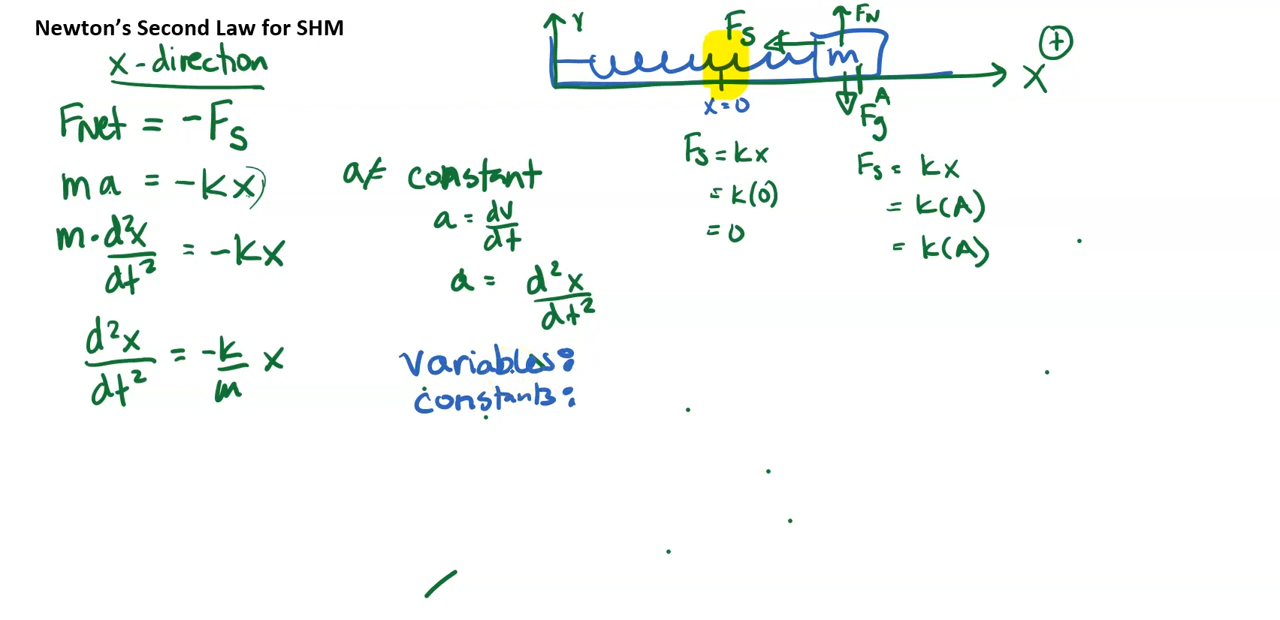 Newton's Second Law for SHM
x-direction
FNet = -Fs
ma = -kx
m·d²x/dt² = -kx
d²x/dt² = -k/m x
a≠ constant
a = dv/dt
a = d²x/dt²
Variables:
constants:
Y
Fs
FN
m
x=0
A
Fg
X
+
Fs = kx
= k(0)
= 0
Fs = kx
= k(A)
= k(A)